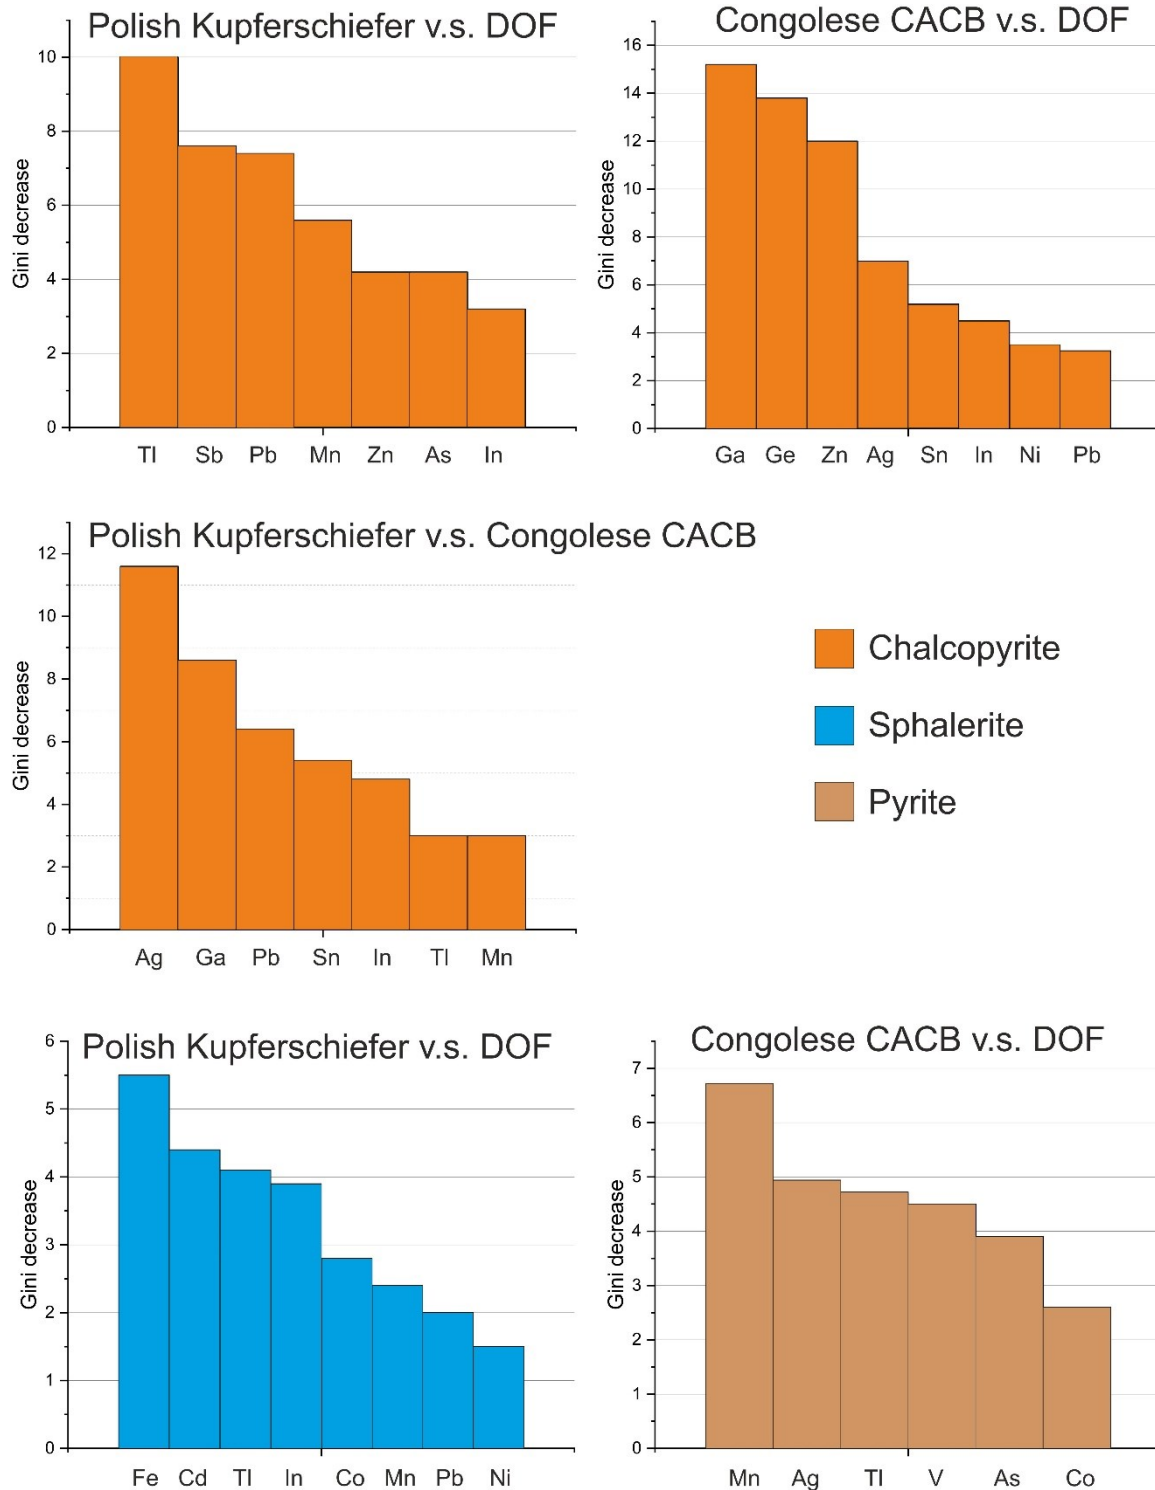 Polish Kupferschiefer v.s. DOF
Gini decrease
10
8
6
4
2
0
Tl Sb Pb Mn Zn As In
Congolese CACB v.s. DOF
Gini decrease
16
14
12
10
8
6
4
2
0
Ga Ge Zn Ag Sn In Ni Pb
Polish Kupferschiefer v.s. Congolese CACB
Gini decrease
12
10
8
6
4
2
0
Ag Ga Pb Sn In Tl Mn
Chalcopyrite
Sphalerite
Pyrite
Polish Kupferschiefer v.s. DOF
Gini decrease
6
5
4
3
2
1
0
Fe Cd Tl In Co Mn Pb Ni
Congolese CACB v.s. DOF
Gini decrease
7
6
5
4
3
2
1
0
Mn Ag Tl V As Co